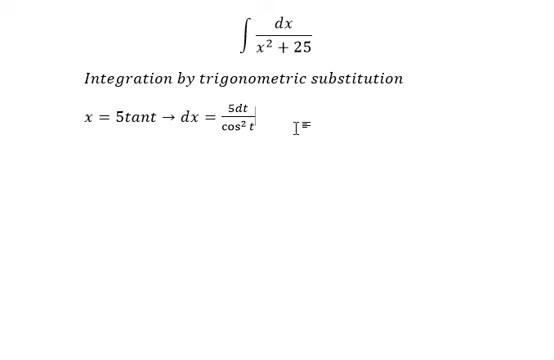 ∫ dx / (x² + 25)
Integration by trigonometric substitution
x = 5tant → dx = 5dt / cos² t